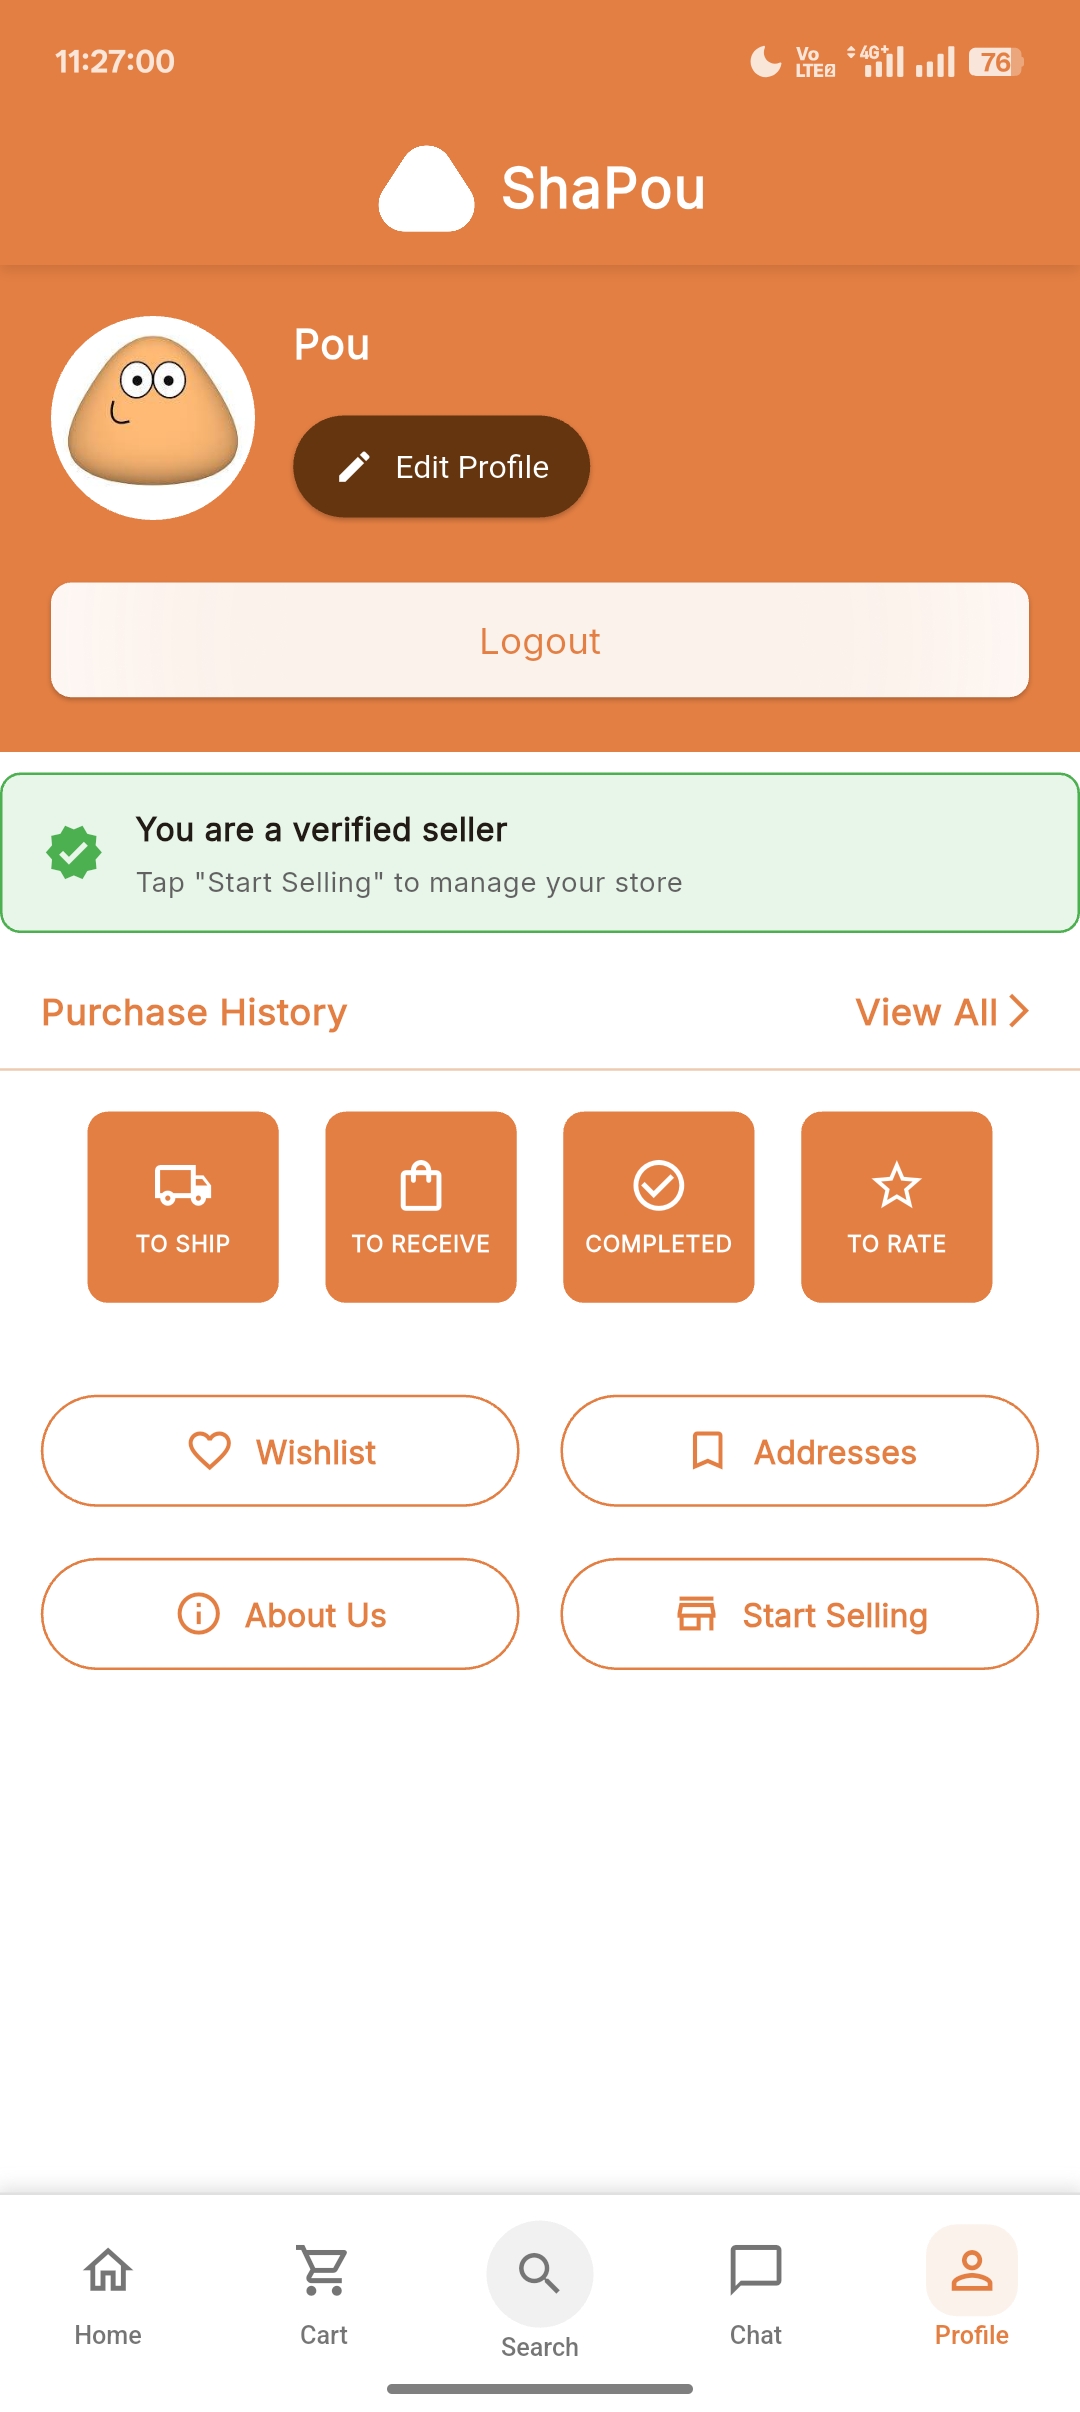 11:27:00
Vo LTE2 4G+ 76
ShaPou
Pou
Edit Profile
Logout
You are a verified seller
Tap "Start Selling" to manage your store
Purchase History
View All
TO SHIP
TO RECEIVE
COMPLETED
TO RATE
Wishlist
Addresses
About Us
Start Selling
Home
Cart
Search
Chat
Profile